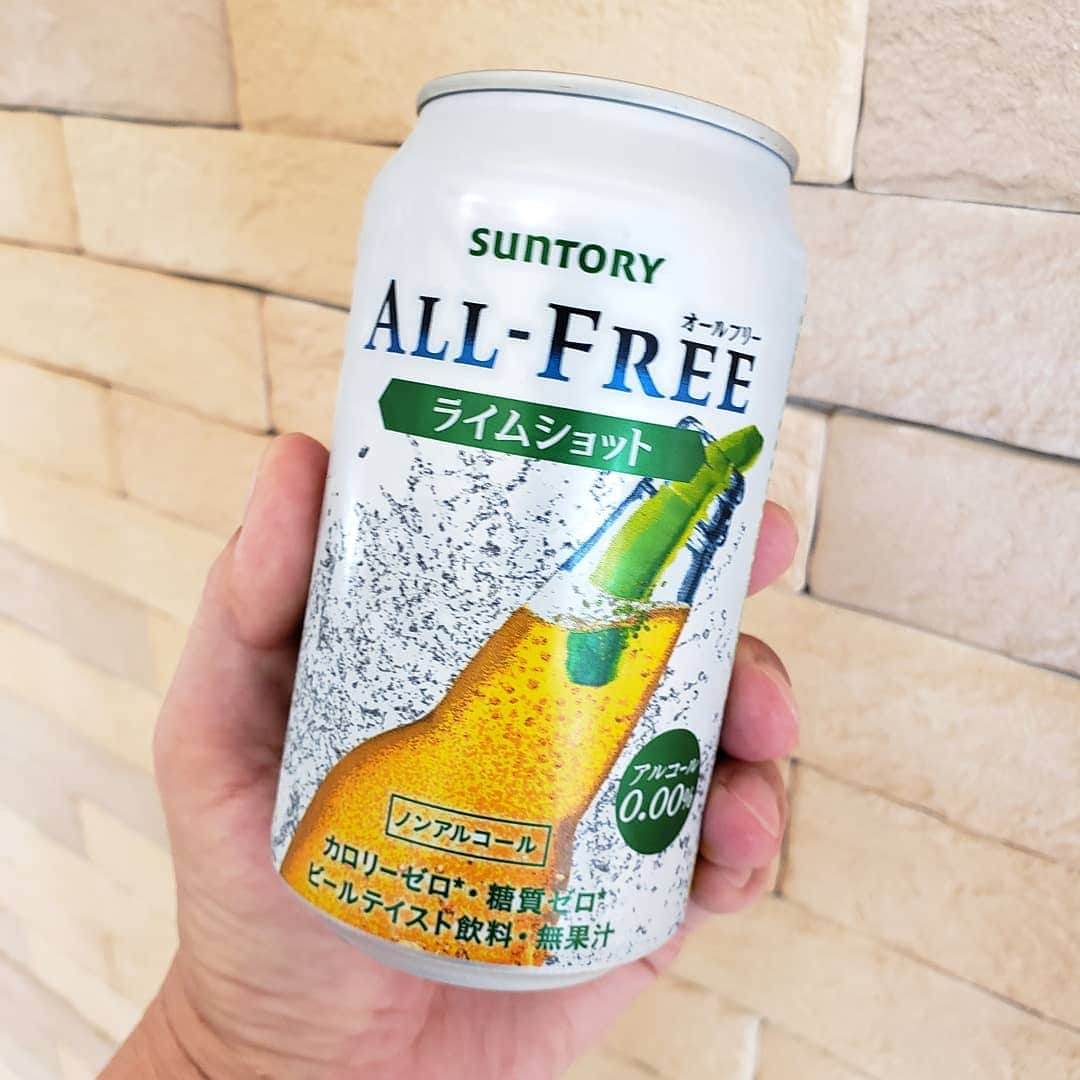 SUNTORY
オールフリー
ALL-FREE
ライムショット
アルコール
0.00%
ノンアルコール
カロリーゼロ*・糖質ゼロ*
ビールテイスト飲料・無果汁